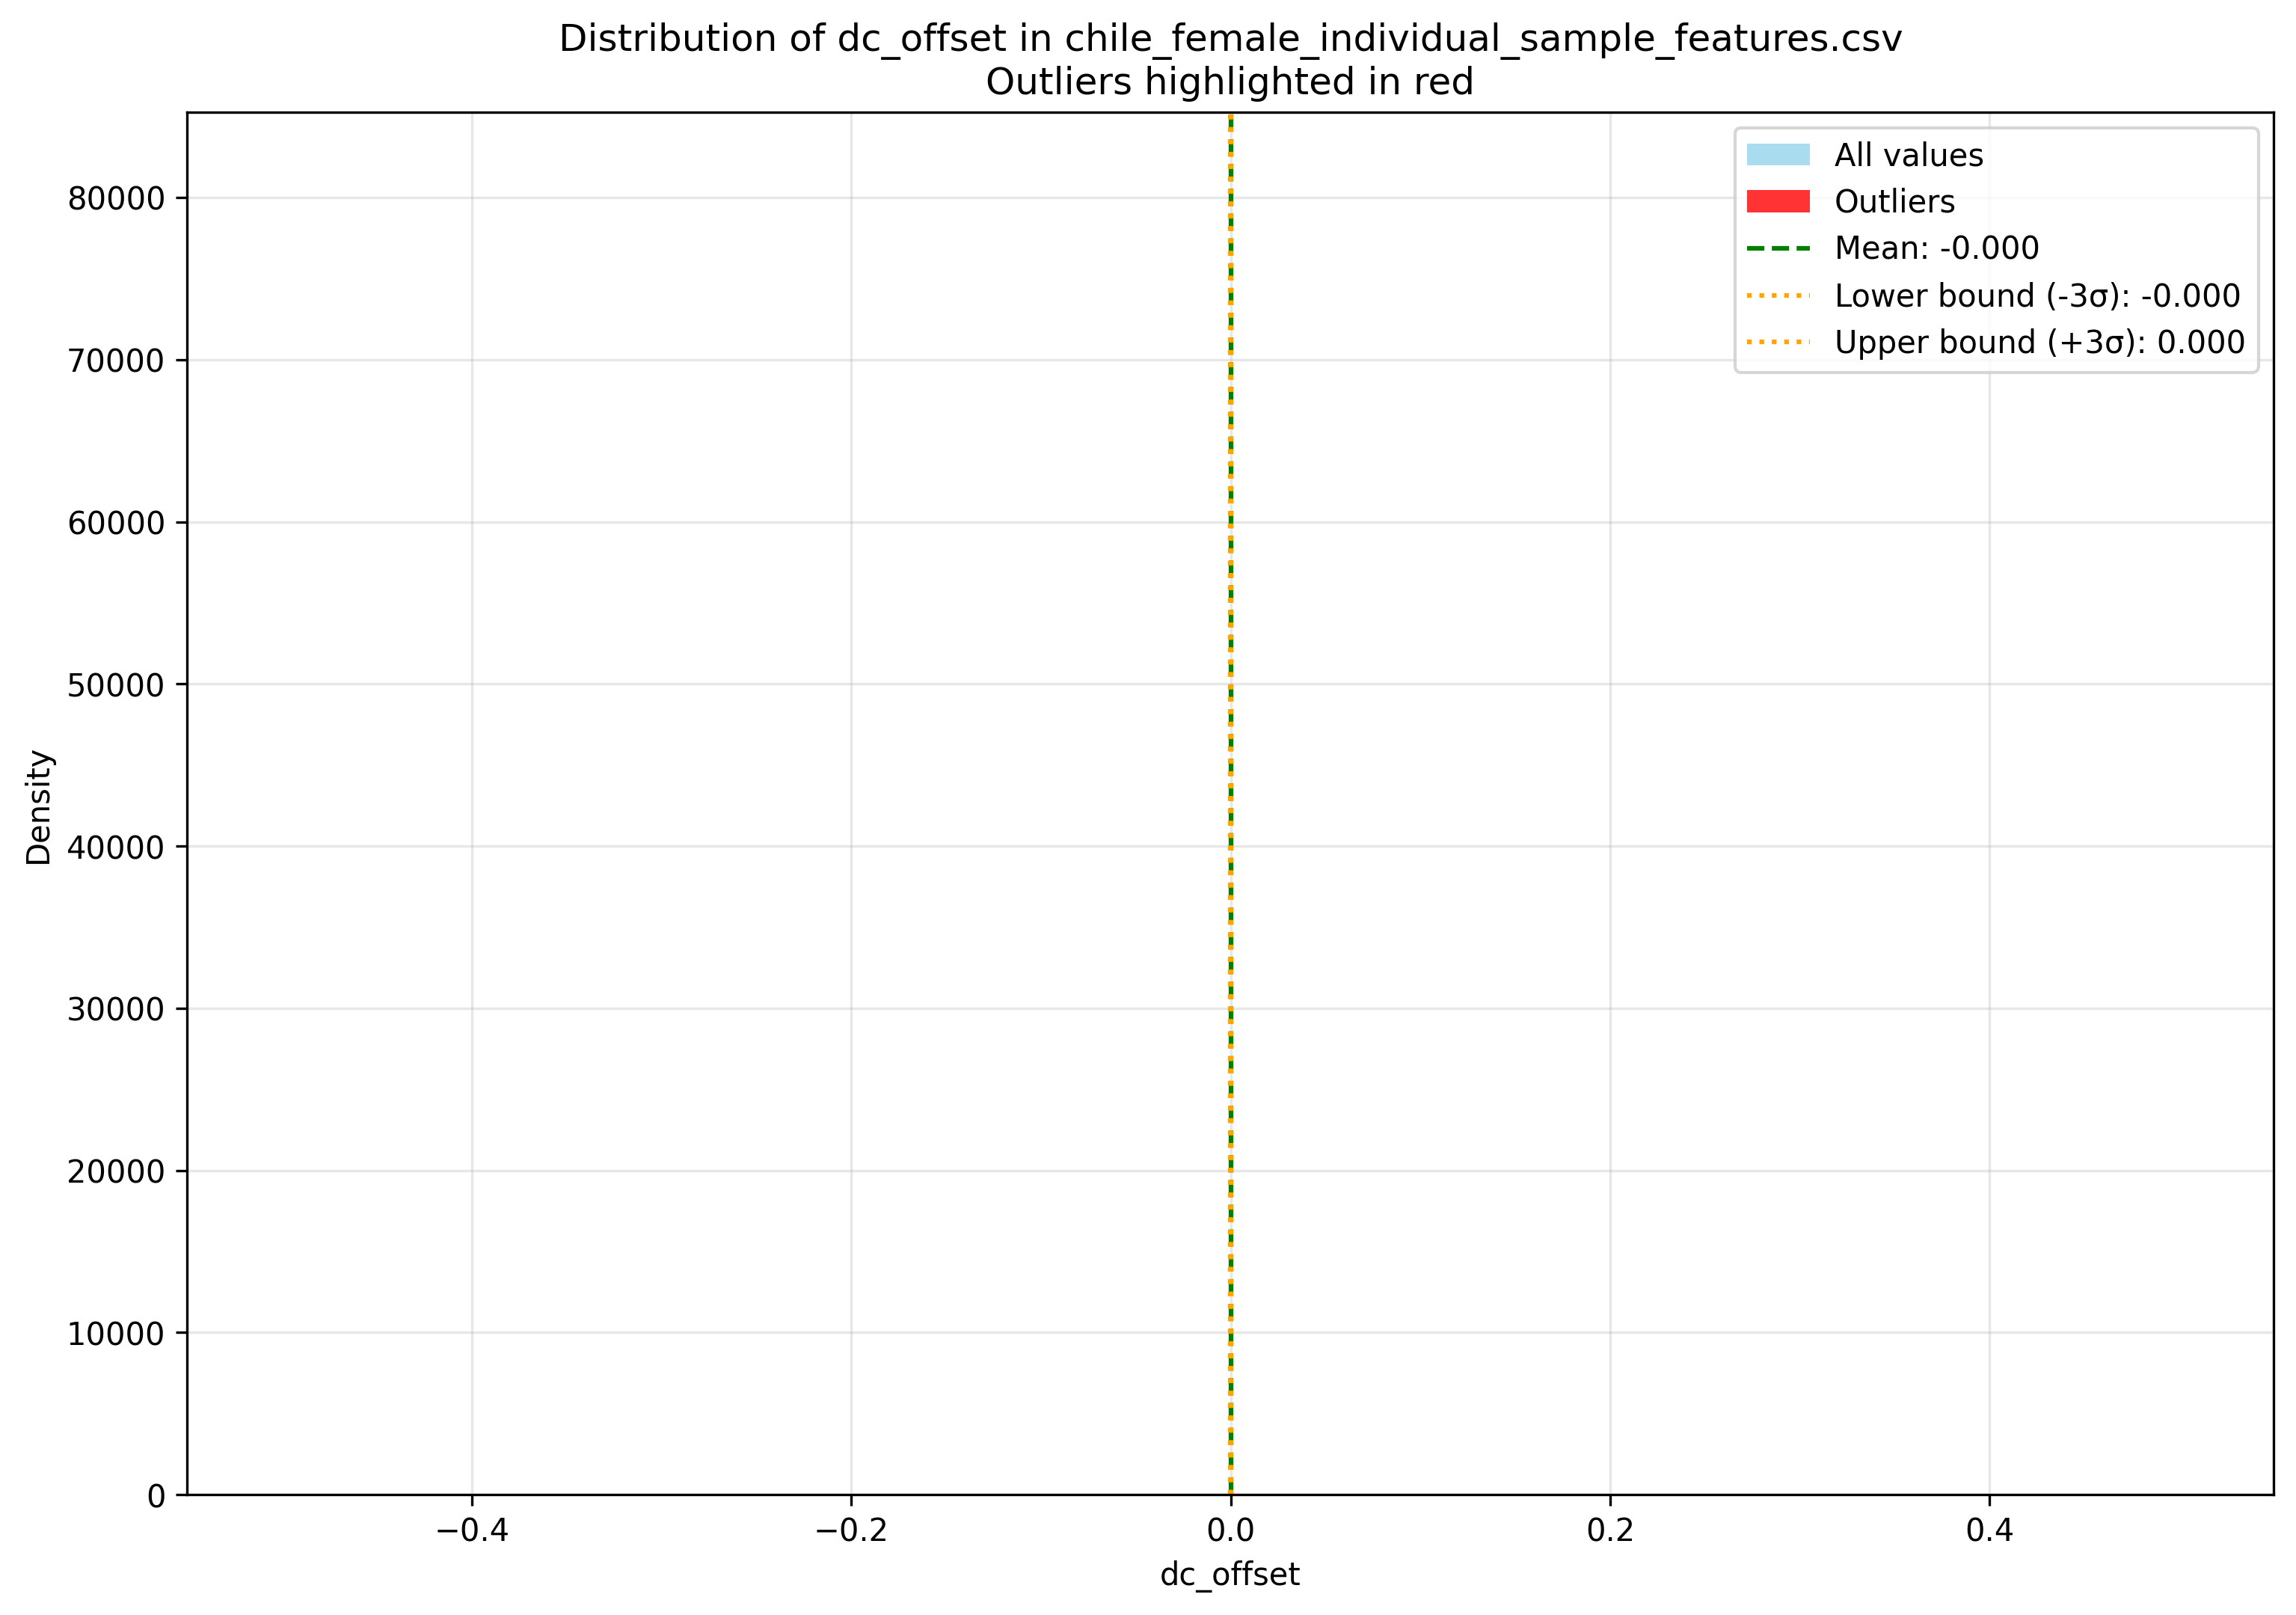 Distribution of dc_offset in chile_female_individual_sample_features.csv
Outliers highlighted in red
All values
Outliers
Mean: -0.000
Lower bound (-3σ): -0.000
Upper bound (+3σ): 0.000
80000
70000
60000
50000
40000
30000
20000
10000
0
Density
−0.4
−0.2
0.0
0.2
0.4
dc_offset